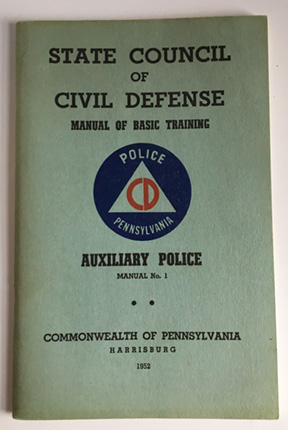 STATE COUNCIL
OF
CIVIL DEFENSE
MANUAL OF BASIC TRAINING
POLICE
CD
PENNSYLVANIA
AUXILIARY POLICE
MANUAL No. 1
COMMONWEALTH OF PENNSYLVANIA
HARRISBURG
1952